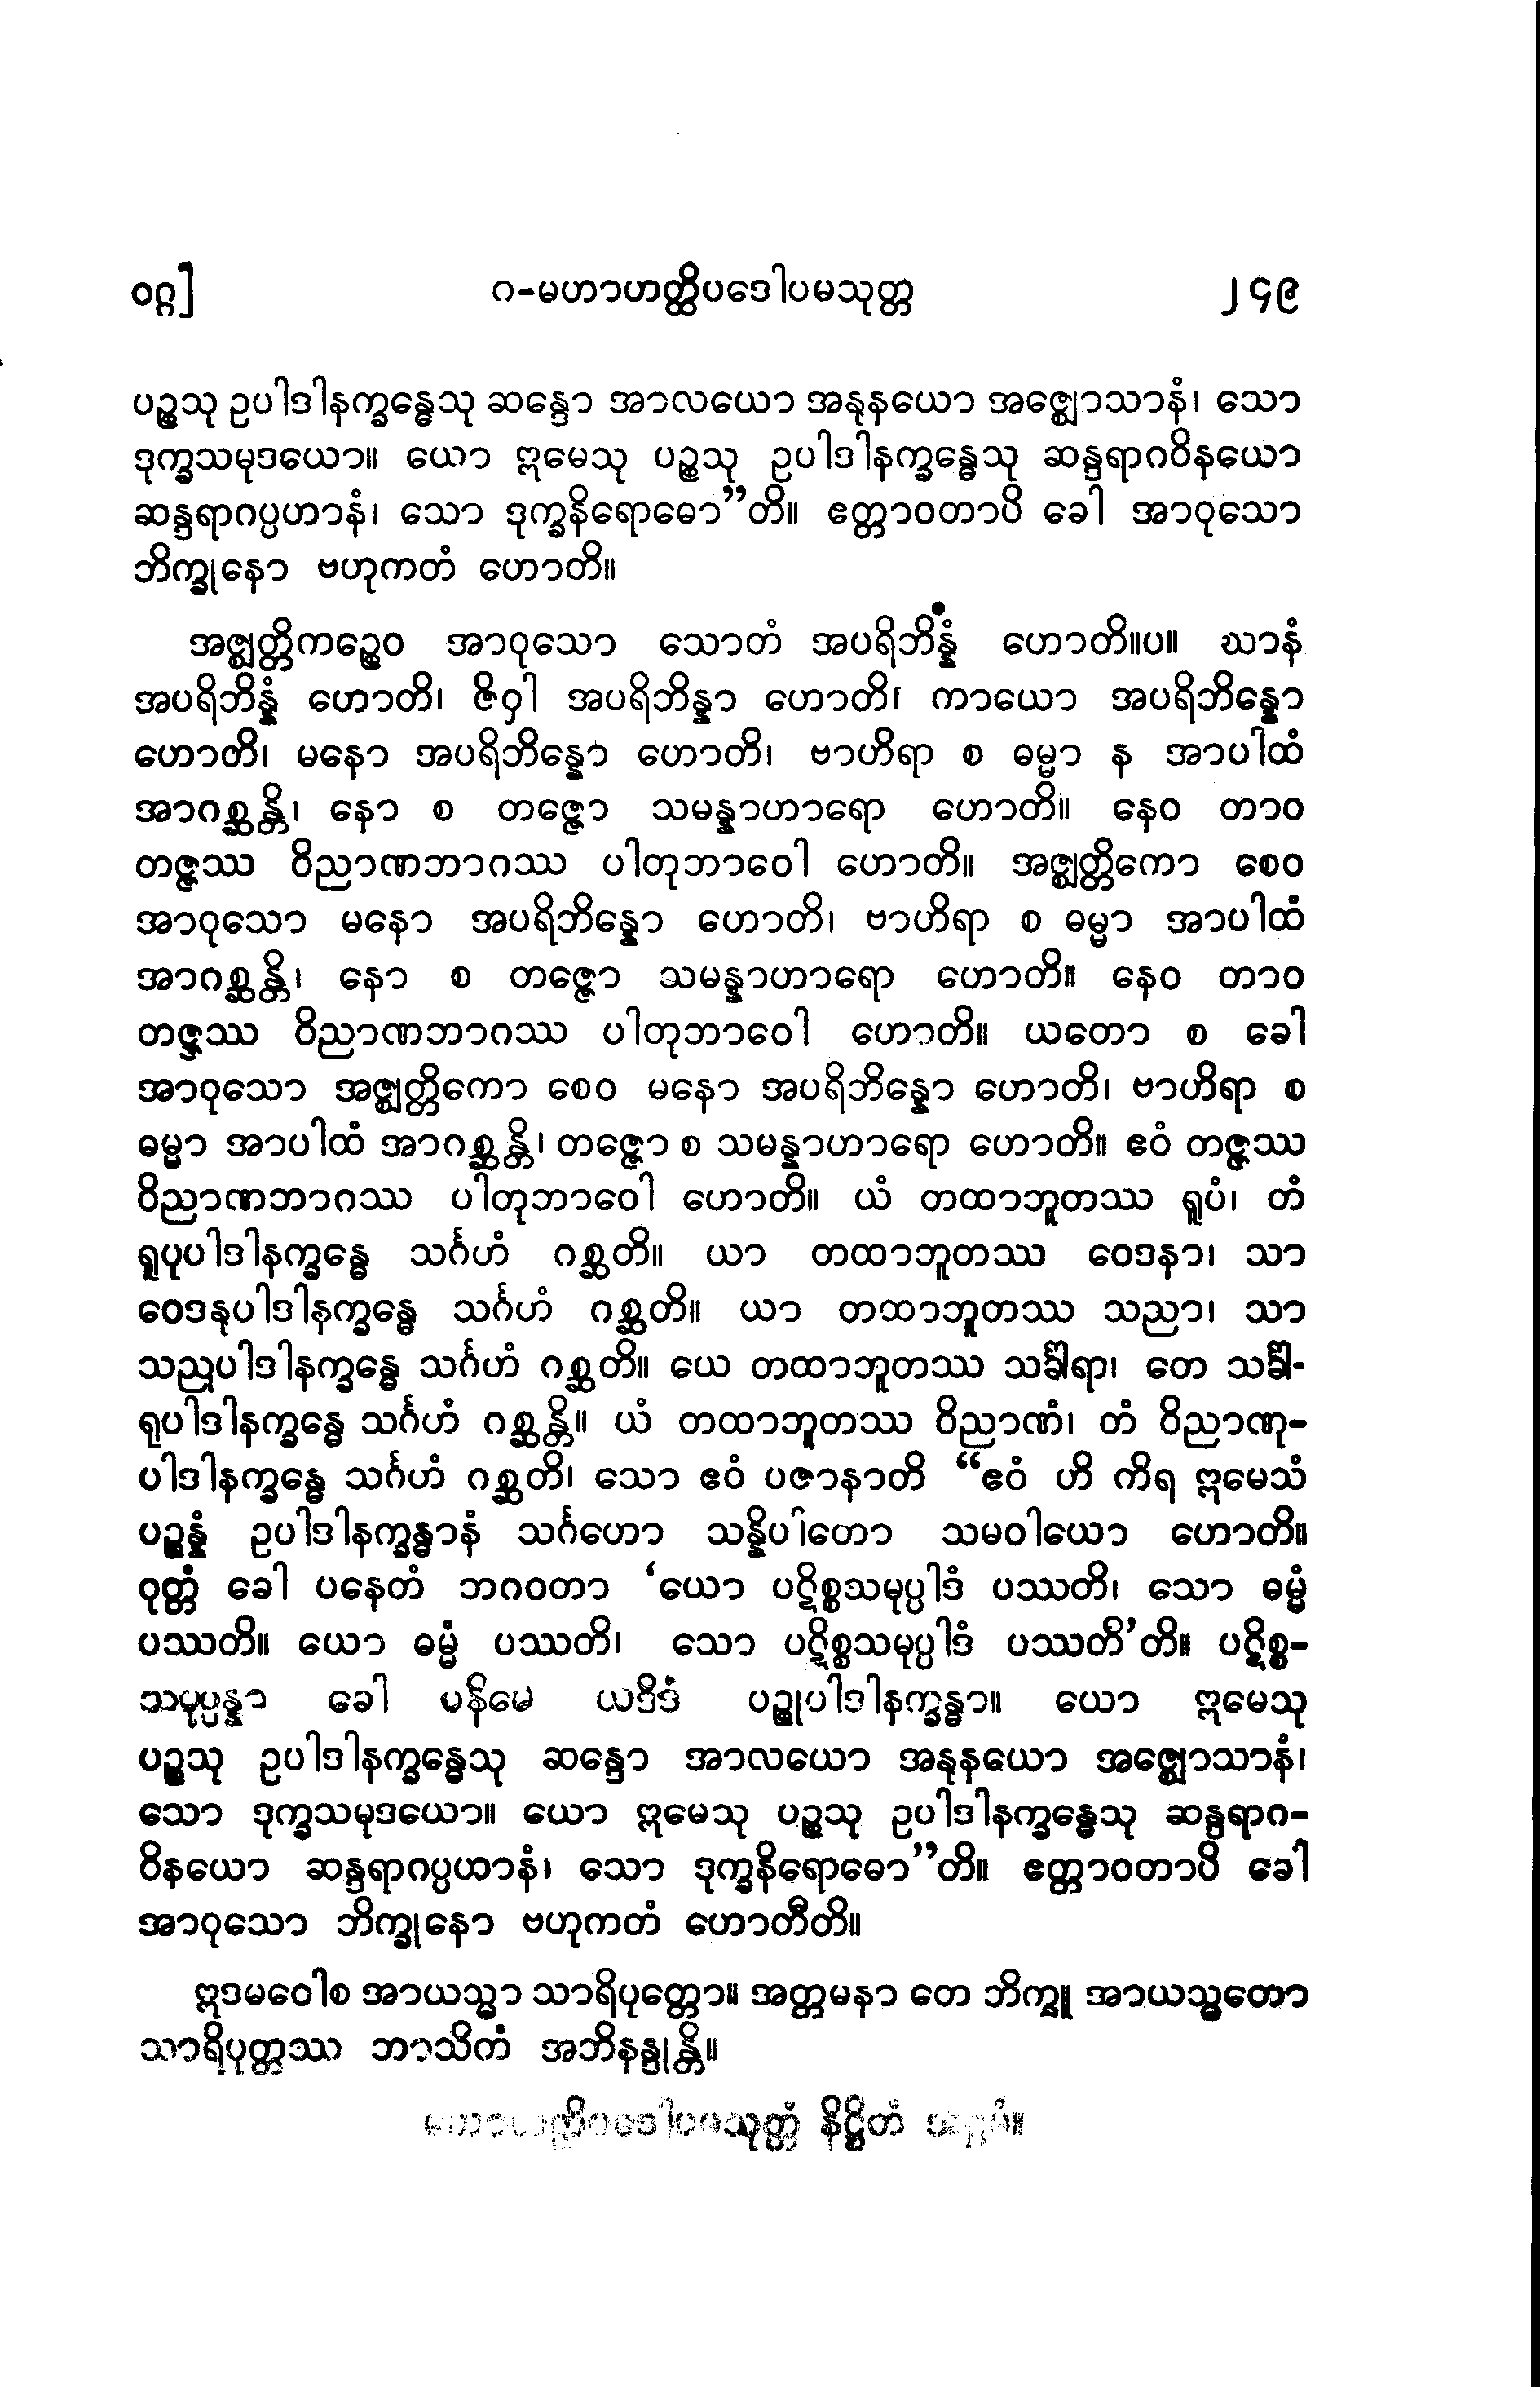 ဝဂ္ဂ]
ဂ-မဟာဟတ္ထိပဒေါပမသုတ္တ
၂၄၉
ပဉ္စသု ဥပါဒါနက္ခန္ဓေသု ဆန္ဒော အာလယော အနုနယော အဇ္ဈောသာနံ၊ သော
ဒုက္ခသမုဒယော။ ယော ဣမေသု ပဉ္စသု ဥပါဒါနက္ခန္ဓေသု ဆန္ဒရာဂဝိနယော
ဆန္ဒရာဂပ္ပဟာနံ၊ သော ဒုက္ခနိရောဓော”တိ။ ဧတ္တာဝတာပိ ခေါ အာဝုသော
ဘိက္ခုနော ဗဟုကတံ ဟောတိ။
အဇ္ဈတ္တိကဉ္စေဝ အာဝုသော သောတံ အပရိဘိန္နံ ဟောတိ။ပ။ ဃာနံ
အပရိဘိန္နံ ဟောတိ၊ ဇိဝှါ အပရိဘိန္နာ ဟောတိ၊ ကာယော အပရိဘိန္နော
ဟောတိ၊ မနော အပရိဘိန္နော ဟောတိ၊ ဗာဟိရာ စ ဓမ္မာ န အာပါထံ
အာဂစ္ဆန္တိ၊ နော စ တဇ္ဇော သမန္နာဟာရော ဟောတိ။ နေဝ တာဝ
တဇ္ဇဿ ဝိညာဏဘာဂဿ ပါတုဘာဝေါ ဟောတိ။ အဇ္ဈတ္တိကော စေဝ
အာဝုသော မနော အပရိဘိန္နော ဟောတိ၊ ဗာဟိရာ စ ဓမ္မာ အာပါထံ
အာဂစ္ဆန္တိ၊ နော စ တဇ္ဇော သမန္နာဟာရော ဟောတိ။ နေဝ တာဝ
တဇ္ဇဿ ဝိညာဏဘာဂဿ ပါတုဘာဝေါ ဟောတိ။ ယတော စ ခေါ
အာဝုသော အဇ္ဈတ္တိကော စေဝ မနော အပရိဘိန္နော ဟောတိ၊ ဗာဟိရာ စ
ဓမ္မာ အာပါထံ အာဂစ္ဆန္တိ၊ တဇ္ဇော စ သမန္နာဟာရော ဟောတိ။ ဧဝံ တဇ္ဇဿ
ဝိညာဏဘာဂဿ ပါတုဘာဝေါ ဟောတိ။ ယံ တထာဘူတဿ ရူပံ၊ တံ
ရူပုပါဒါနက္ခန္ဓေ သင်္ဂဟံ ဂစ္ဆတိ။ ယာ တထာဘူတဿ ဝေဒနာ၊ သာ
ဝေဒနုပါဒါနက္ခန္ဓေ သင်္ဂဟံ ဂစ္ဆတိ။ ယာ တထာဘူတဿ သညာ၊ သာ
သညုပါဒါနက္ခန္ဓေ သင်္ဂဟံ ဂစ္ဆတိ။ ယေ တထာဘူတဿ သင်္ခါရာ၊ တေ သင်္ခါ-
ရုပါဒါနက္ခန္ဓေ သင်္ဂဟံ ဂစ္ဆန္တိ။ ယံ တထာဘူတဿ ဝိညာဏံ၊ တံ ဝိညာဏု-
ပါဒါနက္ခန္ဓေ သင်္ဂဟံ ဂစ္ဆတိ၊ သော ဧဝံ ပဇာနာတိ “ဧဝံ ဟိ ကိရ ဣမေသံ
ပဉ္စန္နံ ဥပါဒါနက္ခန္ဓာနံ သင်္ဂဟော သန္နိပါတော သမဝါယော ဟောတိ။
ဝုတ္တံ ခေါ ပနေတံ ဘဂဝတာ ‘ယော ပဋိစ္စသမုပ္ပါဒံ ပဿတိ၊ သော ဓမ္မံ
ပဿတိ။ ယော ဓမ္မံ ပဿတိ၊ သော ပဋိစ္စသမုပ္ပါဒံ ပဿတိ’တိ။ ပဋိစ္စ-
သမုပ္ပန္နာ ခေါ ပနိမေ ယဒိဒံ ပဉ္စုပါဒါနက္ခန္ဓာ။ ယော ဣမေသု
ပဉ္စသု ဥပါဒါနက္ခန္ဓေသု ဆန္ဒော အာလယော အနုနယော အဇ္ဈောသာနံ၊
သော ဒုက္ခသမုဒယော။ ယော ဣမေသု ပဉ္စသု ဥပါဒါနက္ခန္ဓေသု ဆန္ဒရာဂ-
ဝိနယော ဆန္ဒရာဂပ္ပဟာနံ၊ သော ဒုက္ခနိရောဓော”တိ။ ဧတ္တာဝတာပိ ခေါ
အာဝုသော ဘိက္ခုနော ဗဟုကတံ ဟောတီတိ။
ဣဒမဝေါစ အာယသ္မာ သာရိပုတ္တော။ အတ္တမနာ တေ ဘိက္ခူ အာယသ္မတော
သာရိပုတ္တဿ ဘာသိတံ အဘိနန္ဒုန္တိ။
မဟာဟတ္ထိပဒေါပမသုတ္တံ နိဋ္ဌိတံ အဋ္ဌမံ။